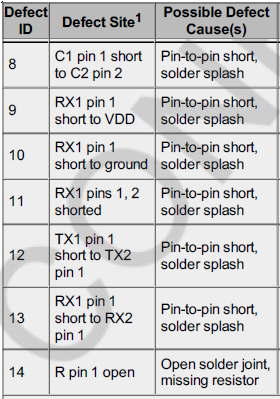 Defect ID	Defect Site1	Possible Defect Cause(s)
8	C1 pin 1 short to C2 pin 2	Pin-to-pin short, solder splash
9	RX1 pin 1 short to VDD	Pin-to-pin short, solder splash
10	RX1 pin 1 short to ground	Pin-to-pin short, solder splash
11	RX1 pins 1, 2 shorted	Pin-to-pin short, solder splash
12	TX1 pin 1 short to TX2 pin 1	Pin-to-pin short, solder splash
13	RX1 pin 1 short to RX2 pin 1	Pin-to-pin short, solder splash
14	R pin 1 open	Open solder joint, missing resistor